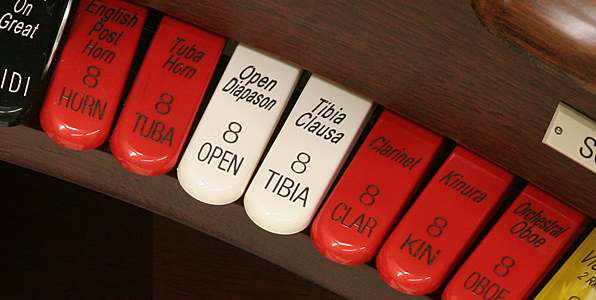 On
Great
IDI
English
Post
Horn
8
HORN
Tuba
Horn
8
TUBA
Open
Diapason
8
OPEN
Tibia
Clausa
8
TIBIA
Clarinet
8
CLAR
Kinura
8
KIN
Orchestral
Oboe
8
OBOE